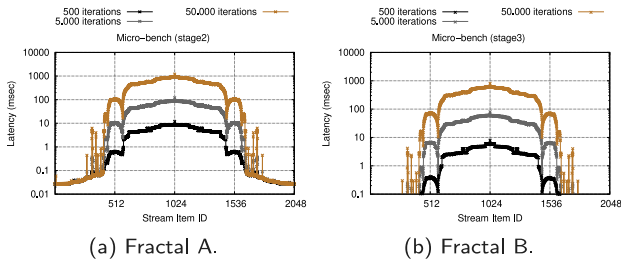 500 iterations 50.000 iterations
5.000 iterations
Micro-bench (stage2)
Latency (msec)
10000
1000
100
10
1
0,1
0,01
512 1024 1536 2048
Stream Item ID
(a) Fractal A.
500 iterations 50.000 iterations
5.000 iterations
Micro-bench (stage3)
Latency (msec)
10000
1000
100
10
1
0,1
512 1024 1536 2048
Stream Item ID
(b) Fractal B.